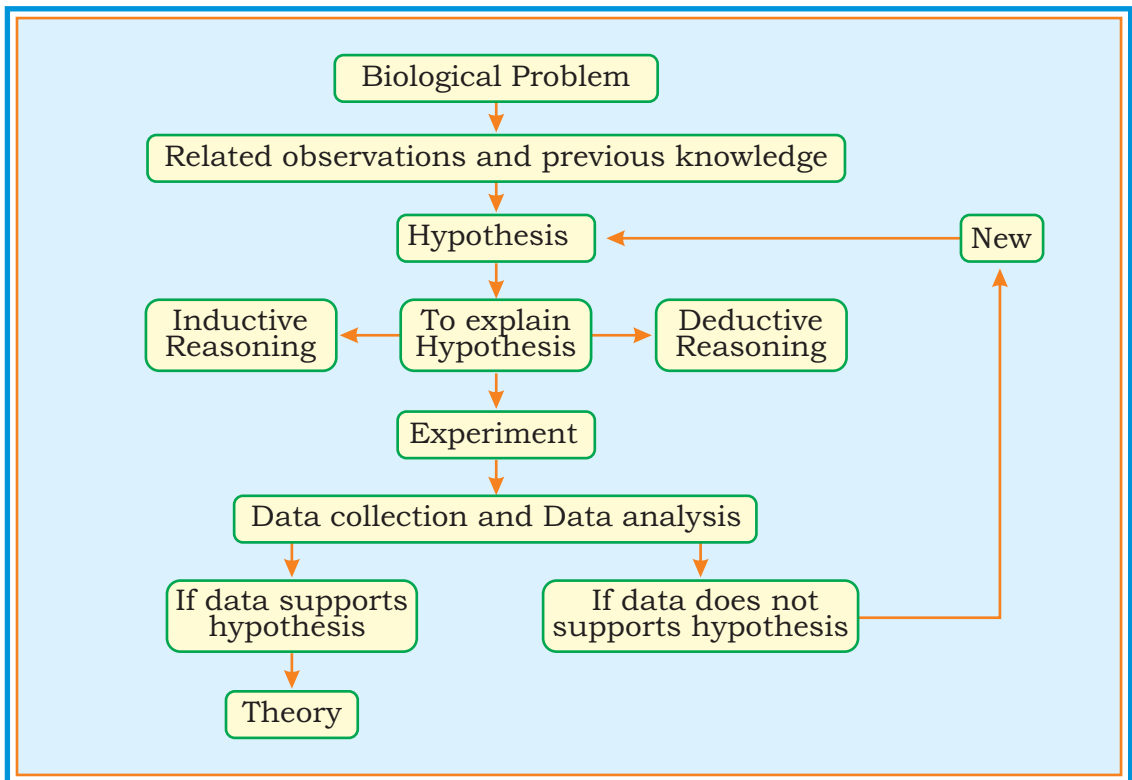 Biological Problem
Related observations and previous knowledge
Hypothesis
New
Inductive
Reasoning
To explain
Hypothesis
Deductive
Reasoning
Experiment
Data collection and Data analysis
If data supports
hypothesis
If data does not
supports hypothesis
Theory